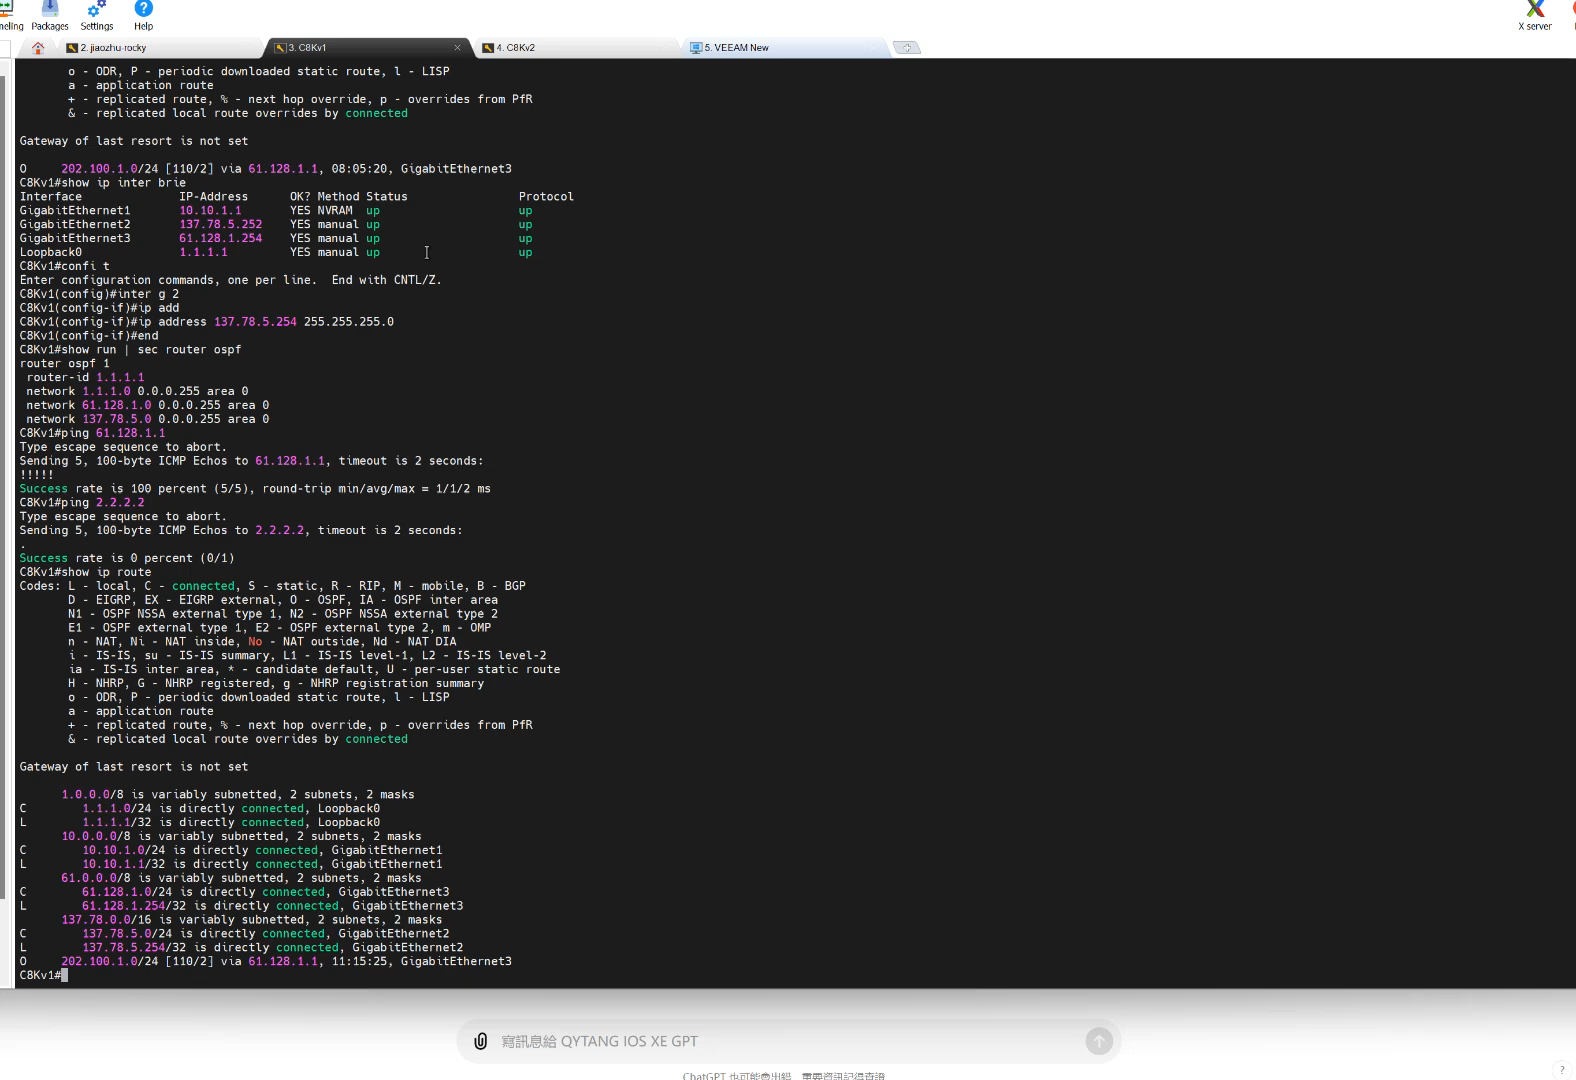 neling Packages Settings Help X server
2. jiaozhu-rocky 3. C8Kv1 4. C8Kv2 5. VEEAM New
o - ODR, P - periodic downloaded static route, l - LISP
a - application route
+ - replicated route, % - next hop override, p - overrides from PfR
& - replicated local route overrides by connected
Gateway of last resort is not set
O 202.100.1.0/24 [110/2] via 61.128.1.1, 08:05:20, GigabitEthernet3
C8Kv1#show ip inter brie
Interface IP-Address OK? Method Status Protocol
GigabitEthernet1 10.10.1.1 YES NVRAM up up
GigabitEthernet2 137.78.5.252 YES manual up up
GigabitEthernet3 61.128.1.254 YES manual up up
Loopback0 1.1.1.1 YES manual up up
C8Kv1#confi t
Enter configuration commands, one per line. End with CNTL/Z.
C8Kv1(config)#inter g 2
C8Kv1(config-if)#ip add
C8Kv1(config-if)#ip address 137.78.5.254 255.255.255.0
C8Kv1(config-if)#end
C8Kv1#show run | sec router ospf
router ospf 1
router-id 1.1.1.1
network 1.1.1.0 0.0.0.255 area 0
network 61.128.1.0 0.0.0.255 area 0
network 137.78.5.0 0.0.0.255 area 0
C8Kv1#ping 61.128.1.1
Type escape sequence to abort.
Sending 5, 100-byte ICMP Echos to 61.128.1.1, timeout is 2 seconds:
!!!!!
Success rate is 100 percent (5/5), round-trip min/avg/max = 1/1/2 ms
C8Kv1#ping 2.2.2.2
Type escape sequence to abort.
Sending 5, 100-byte ICMP Echos to 2.2.2.2, timeout is 2 seconds:
.
Success rate is 0 percent (0/1)
C8Kv1#show ip route
Codes: L - local, C - connected, S - static, R - RIP, M - mobile, B - BGP
D - EIGRP, EX - EIGRP external, O - OSPF, IA - OSPF inter area
N1 - OSPF NSSA external type 1, N2 - OSPF NSSA external type 2
E1 - OSPF external type 1, E2 - OSPF external type 2, m - OMP
n - NAT, Ni - NAT inside, No - NAT outside, Nd - NAT DIA
i - IS-IS, su - IS-IS summary, L1 - IS-IS level-1, L2 - IS-IS level-2
ia - IS-IS inter area, * - candidate default, U - per-user static route
H - NHRP, G - NHRP registered, g - NHRP registration summary
o - ODR, P - periodic downloaded static route, l - LISP
a - application route
+ - replicated route, % - next hop override, p - overrides from PfR
& - replicated local route overrides by connected
Gateway of last resort is not set
1.0.0.0/8 is variably subnetted, 2 subnets, 2 masks
C 1.1.1.0/24 is directly connected, Loopback0
L 1.1.1.1/32 is directly connected, Loopback0
10.0.0.0/8 is variably subnetted, 2 subnets, 2 masks
C 10.10.1.0/24 is directly connected, GigabitEthernet1
L 10.10.1.1/32 is directly connected, GigabitEthernet1
61.0.0.0/8 is variably subnetted, 2 subnets, 2 masks
C 61.128.1.0/24 is directly connected, GigabitEthernet3
L 61.128.1.254/32 is directly connected, GigabitEthernet3
137.78.0.0/16 is variably subnetted, 2 subnets, 2 masks
C 137.78.5.0/24 is directly connected, GigabitEthernet2
L 137.78.5.254/32 is directly connected, GigabitEthernet2
O 202.100.1.0/24 [110/2] via 61.128.1.1, 11:15:25, GigabitEthernet3
C8Kv1#
寫訊息給 QYTANG IOS XE GPT
ChatGPT 也可能會出錯。重要資訊記得查證
?